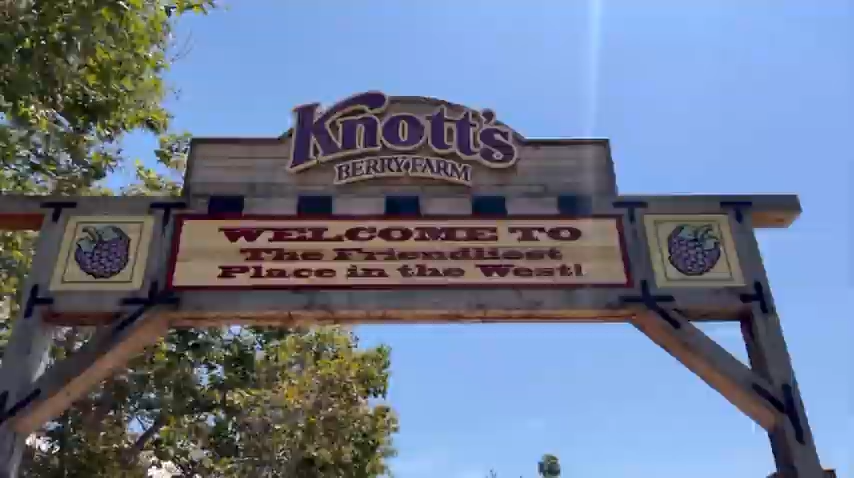 Knott's
BERRY FARM
WELCOME TO
The Friendliest
Place in the West!